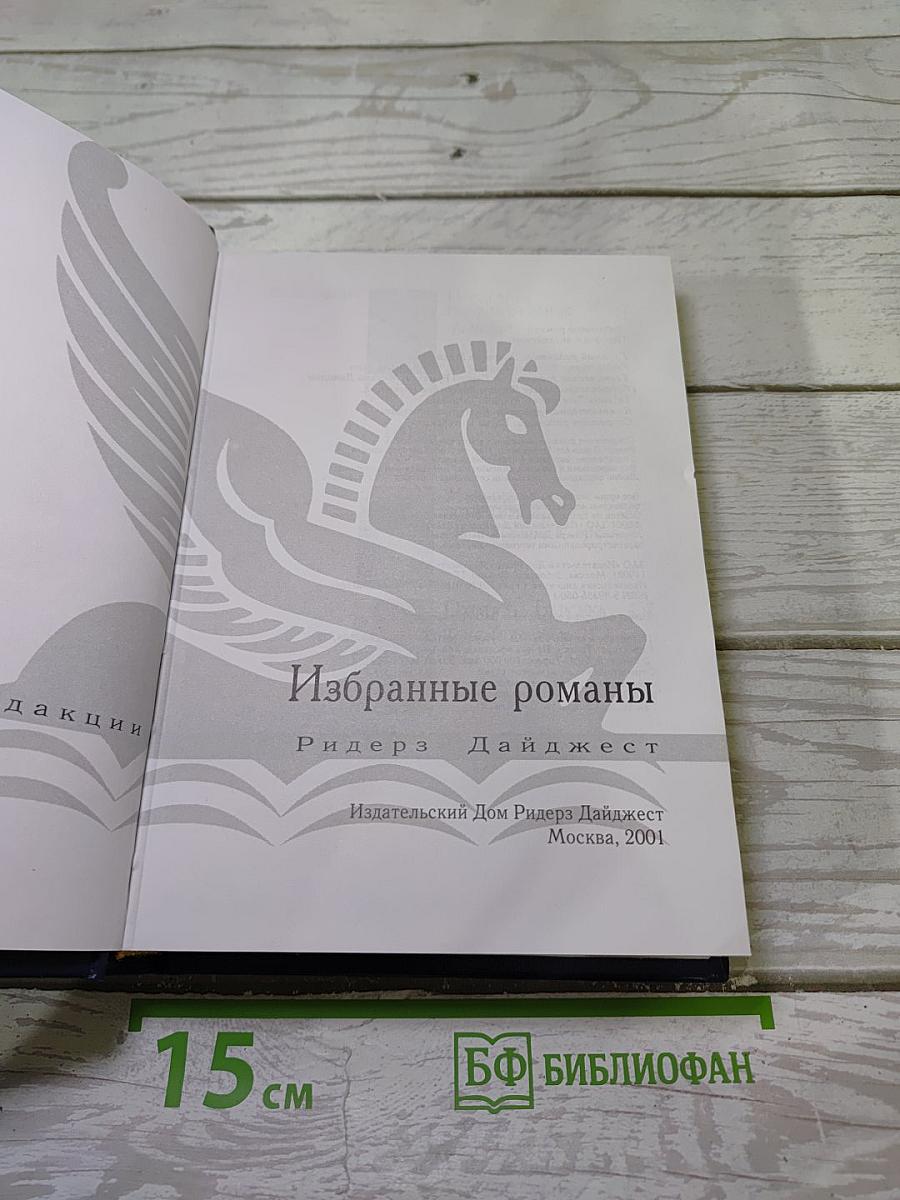 дакции
Избранные романы
Ридерз Дайджест
Издательский Дом Ридерз Дайджест
Москва, 2001
15 см
БФ БИБЛИОФАН